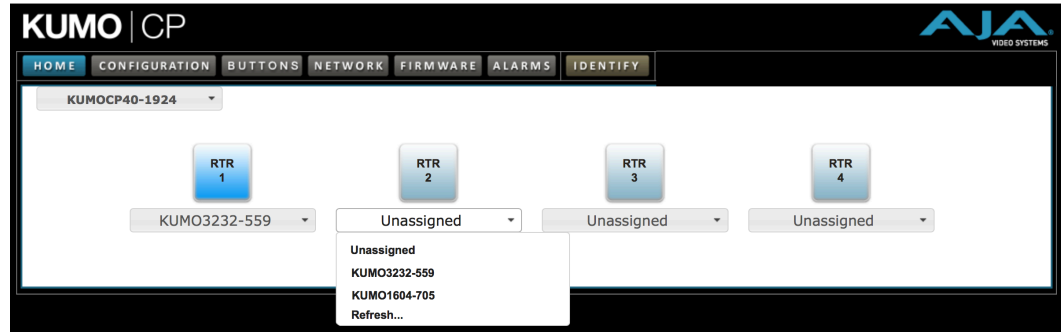 KUMO | CP
AJA
VIDEO SYSTEMS
HOME CONFIGURATION BUTTONS NETWORK FIRMWARE ALARMS IDENTIFY
KUMOCP40-1924
RTR RTR RTR RTR
1 2 3 4
KUMO3232-559 Unassigned Unassigned Unassigned
Unassigned
KUMO3232-559
KUMO1604-705
Refresh...